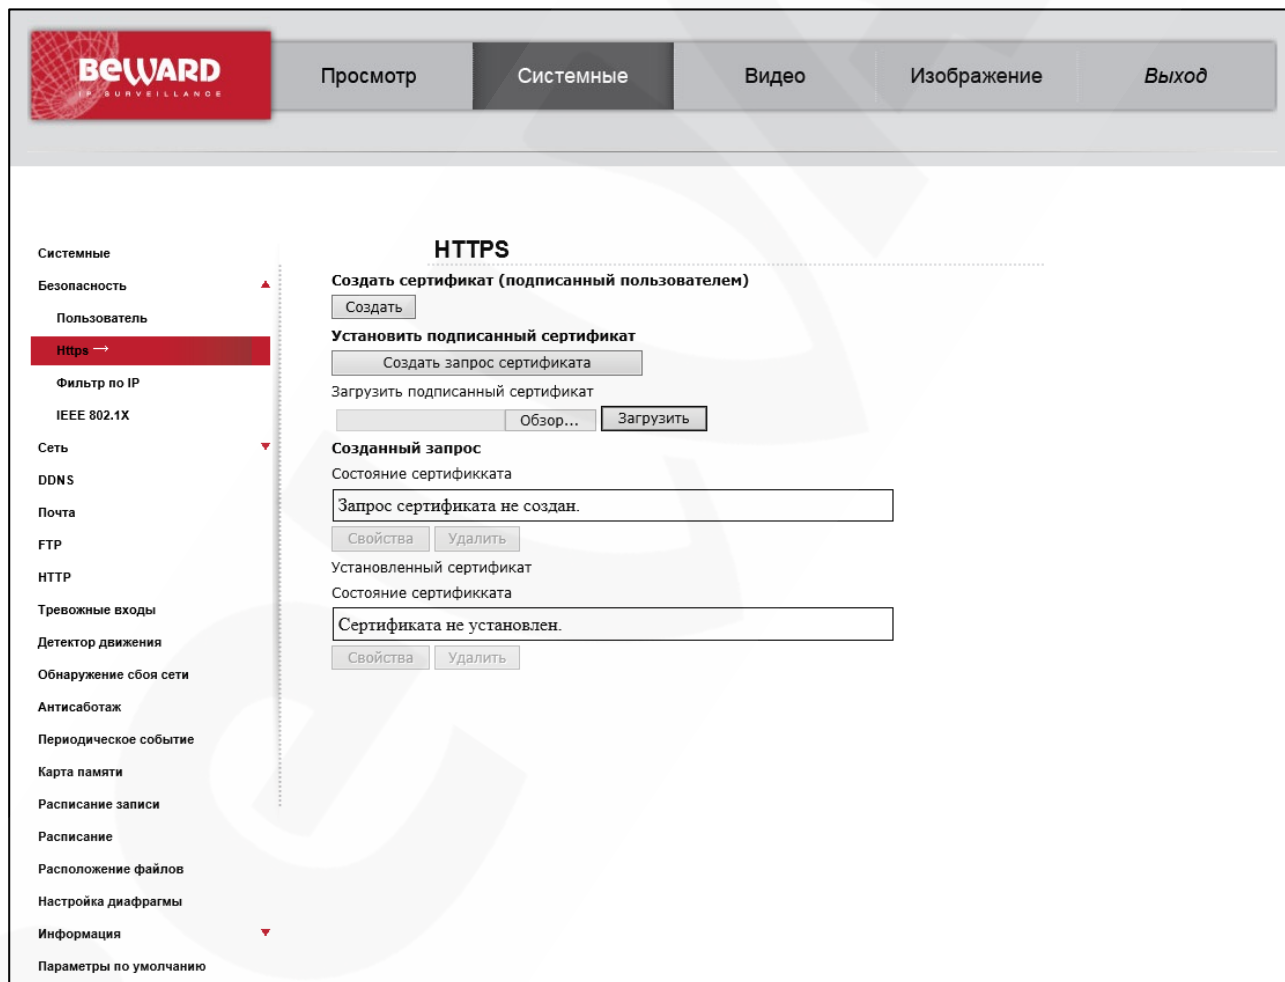 BEWARD
IP SURVEILLANCE
Просмотр Системные Видео Изображение Выход
Системные
Безопасность
Пользователь
Https →
Фильтр по IP
IEEE 802.1X
Сеть
DDNS
Почта
FTP
HTTP
Тревожные входы
Детектор движения
Обнаружение сбоя сети
Антисаботаж
Периодическое событие
Карта памяти
Расписание записи
Расписание
Расположение файлов
Настройка диафрагмы
Информация
Параметры по умолчанию
HTTPS
Создать сертификат (подписанный пользователем)
Создать
Установить подписанный сертификат
Создать запрос сертификата
Загрузить подписанный сертификат
Обзор... Загрузить
Созданный запрос
Состояние сертификката
Запрос сертификата не создан.
Свойства Удалить
Установленный сертификат
Состояние сертификката
Сертификата не установлен.
Свойства Удалить